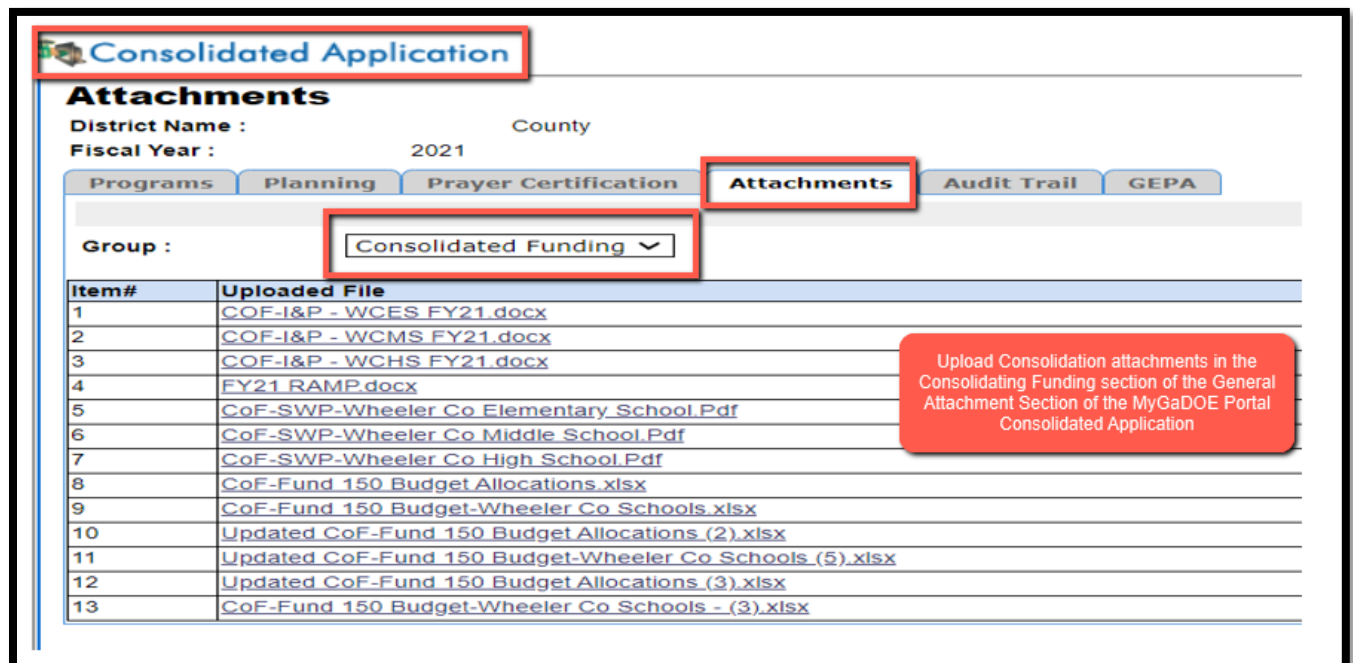 Consolidated Application
Attachments
District Name : County
Fiscal Year : 2021
Programs Planning Prayer Certification Attachments Audit Trail GEPA
Group : Consolidated Funding
Item# Uploaded File
1 COF-I&P - WCES FY21.docx
2 COF-I&P - WCMS FY21.docx
3 COF-I&P - WCHS FY21.docx
4 FY21 RAMP.docx
5 CoF-SWP-Wheeler Co Elementary School.Pdf
6 CoF-SWP-Wheeler Co Middle School.Pdf
7 CoF-SWP-Wheeler Co High School.Pdf
8 CoF-Fund 150 Budget Allocations.xlsx
9 CoF-Fund 150 Budget-Wheeler Co Schools.xlsx
10 Updated CoF-Fund 150 Budget Allocations (2).xlsx
11 Updated CoF-Fund 150 Budget-Wheeler Co Schools (5).xlsx
12 Updated CoF-Fund 150 Budget Allocations (3).xlsx
13 CoF-Fund 150 Budget-Wheeler Co Schools - (3).xlsx
Upload Consolidation attachments in the
Consolidating Funding section of the General
Attachment Section of the MyGaDOE Portal
Consolidated Application